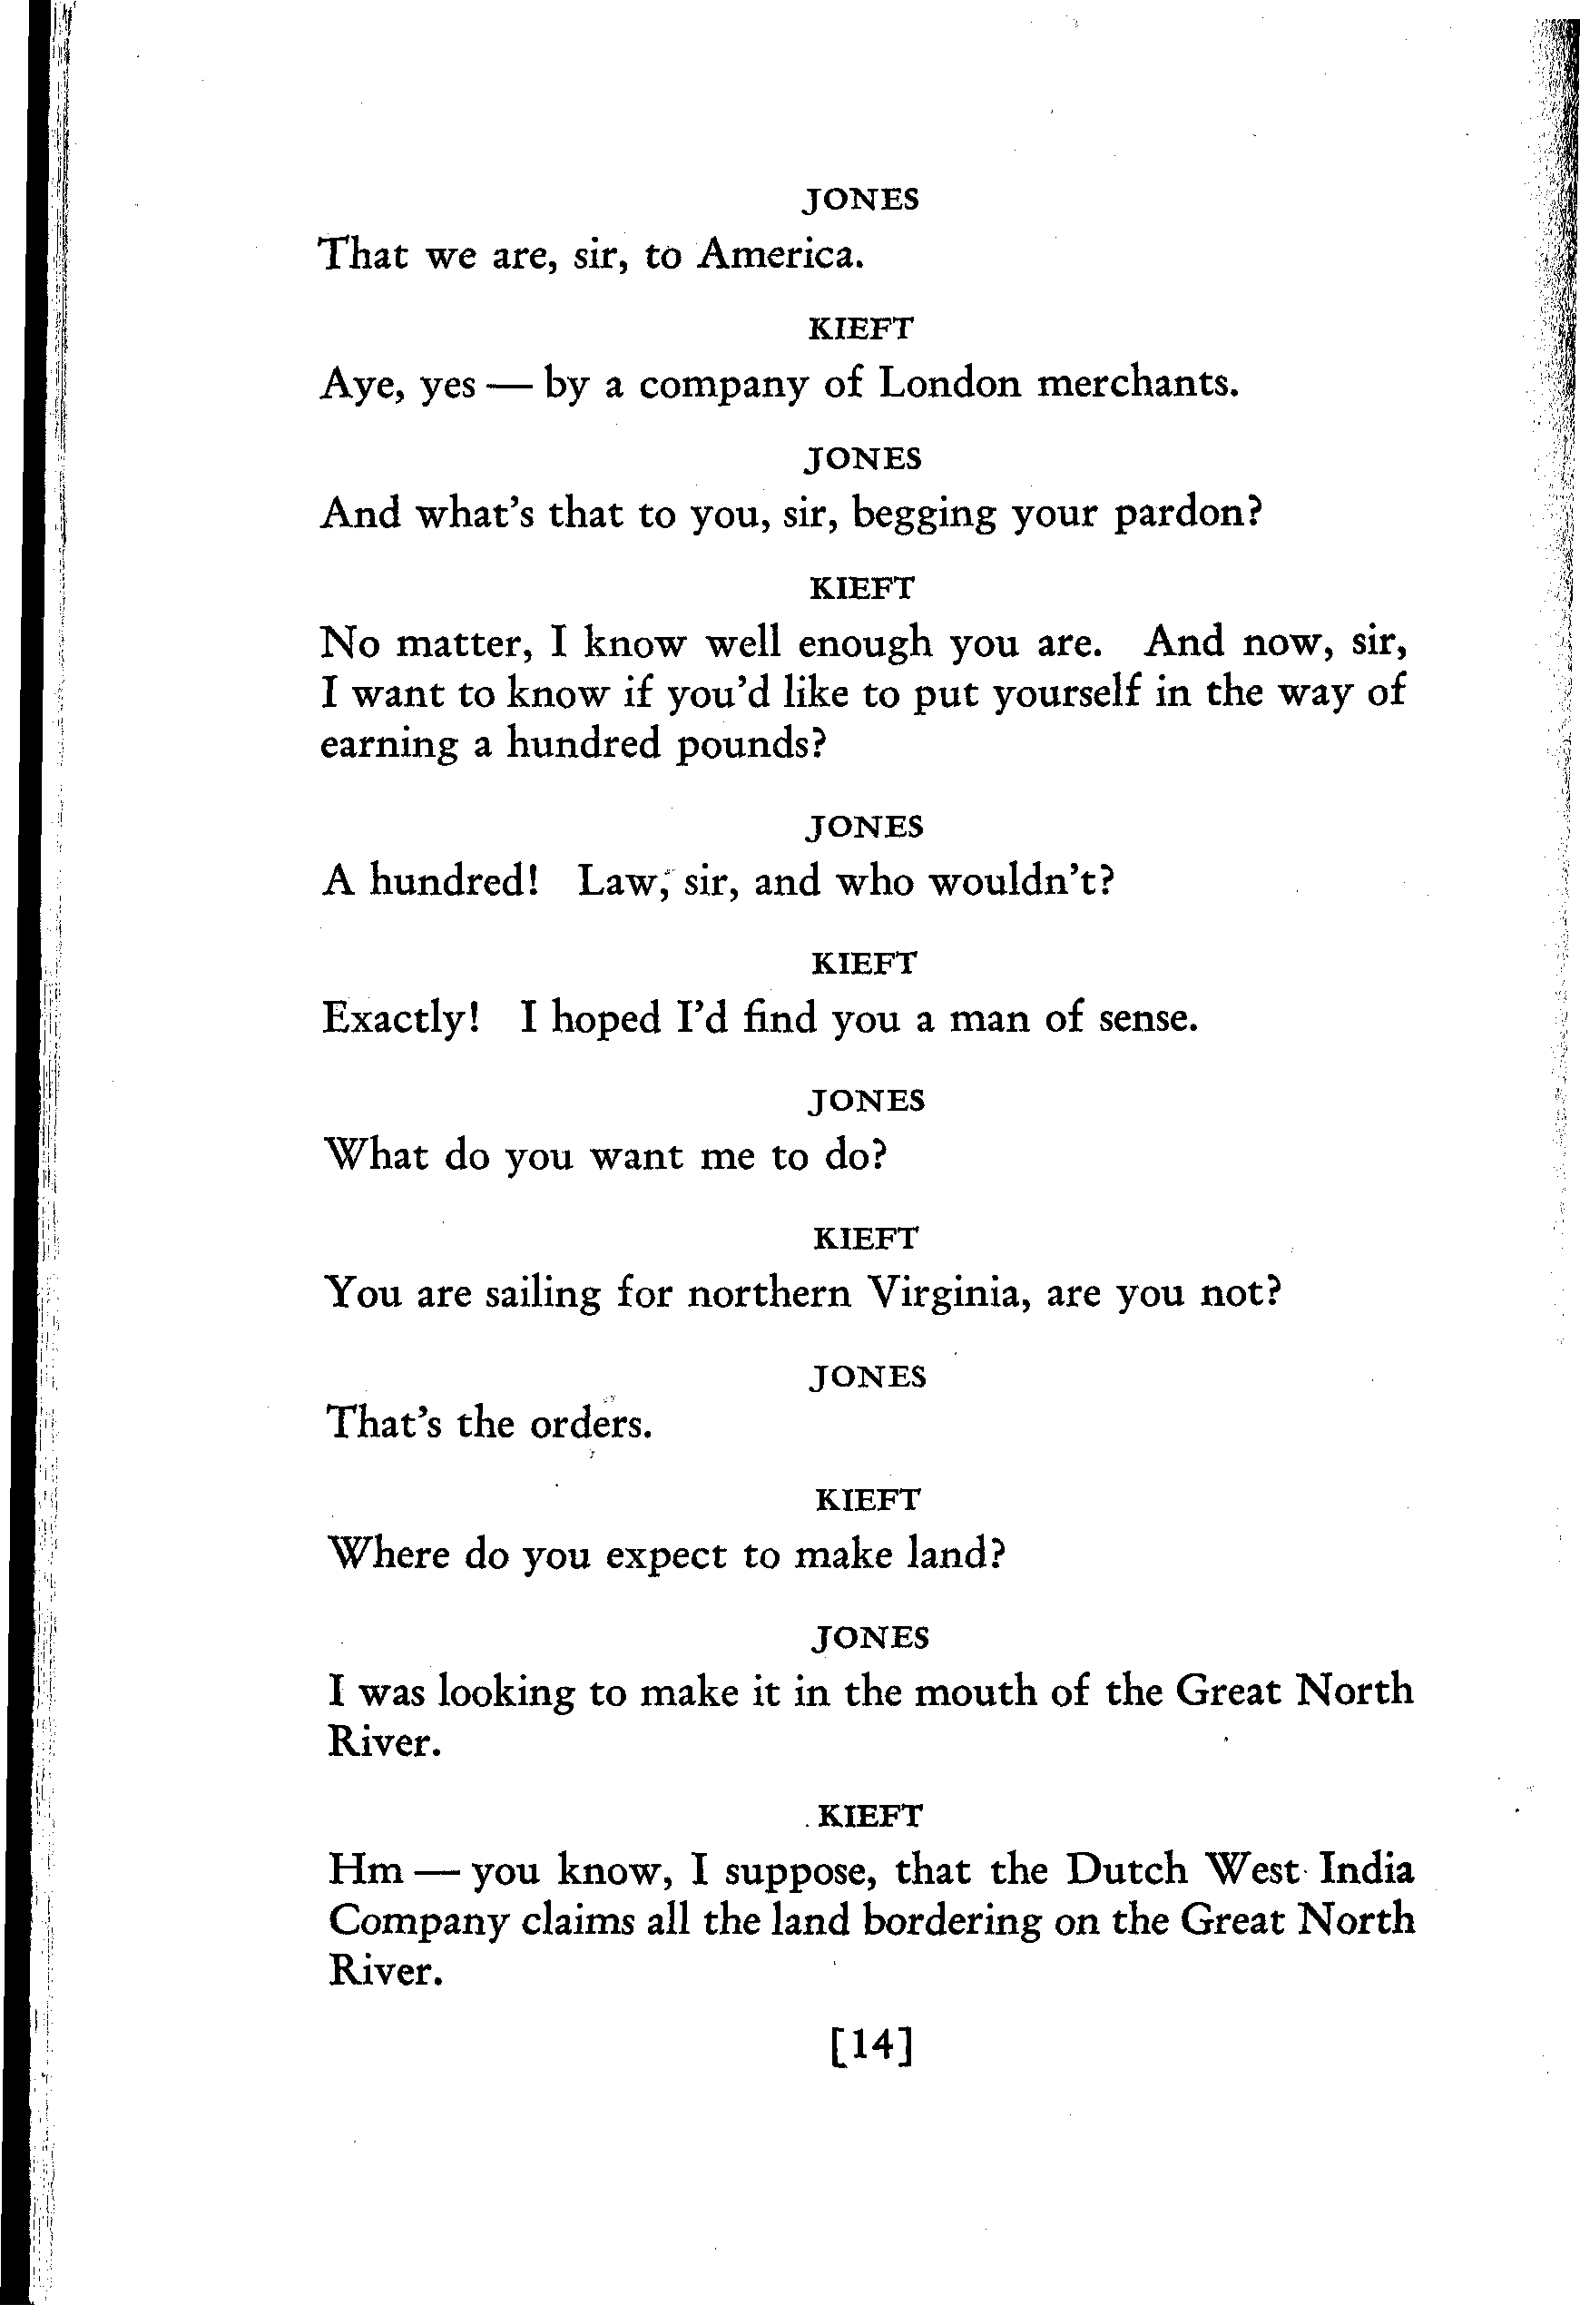 JONES
That we are, sir, to America.
KIEFT
Aye, yes — by a company of London merchants.
JONES
And what's that to you, sir, begging your pardon?
KIEFT
No matter, I know well enough you are. And now, sir,
I want to know if you'd like to put yourself in the way of
earning a hundred pounds?
JONES
A hundred! Law, sir, and who wouldn't?
KIEFT
Exactly! I hoped I'd find you a man of sense.
JONES
What do you want me to do?
KIEFT
You are sailing for northern Virginia, are you not?
JONES
That's the orders.
KIEFT
Where do you expect to make land?
JONES
I was looking to make it in the mouth of the Great North
River.
KIEFT
Hm — you know, I suppose, that the Dutch West India
Company claims all the land bordering on the Great North
River.
[14]